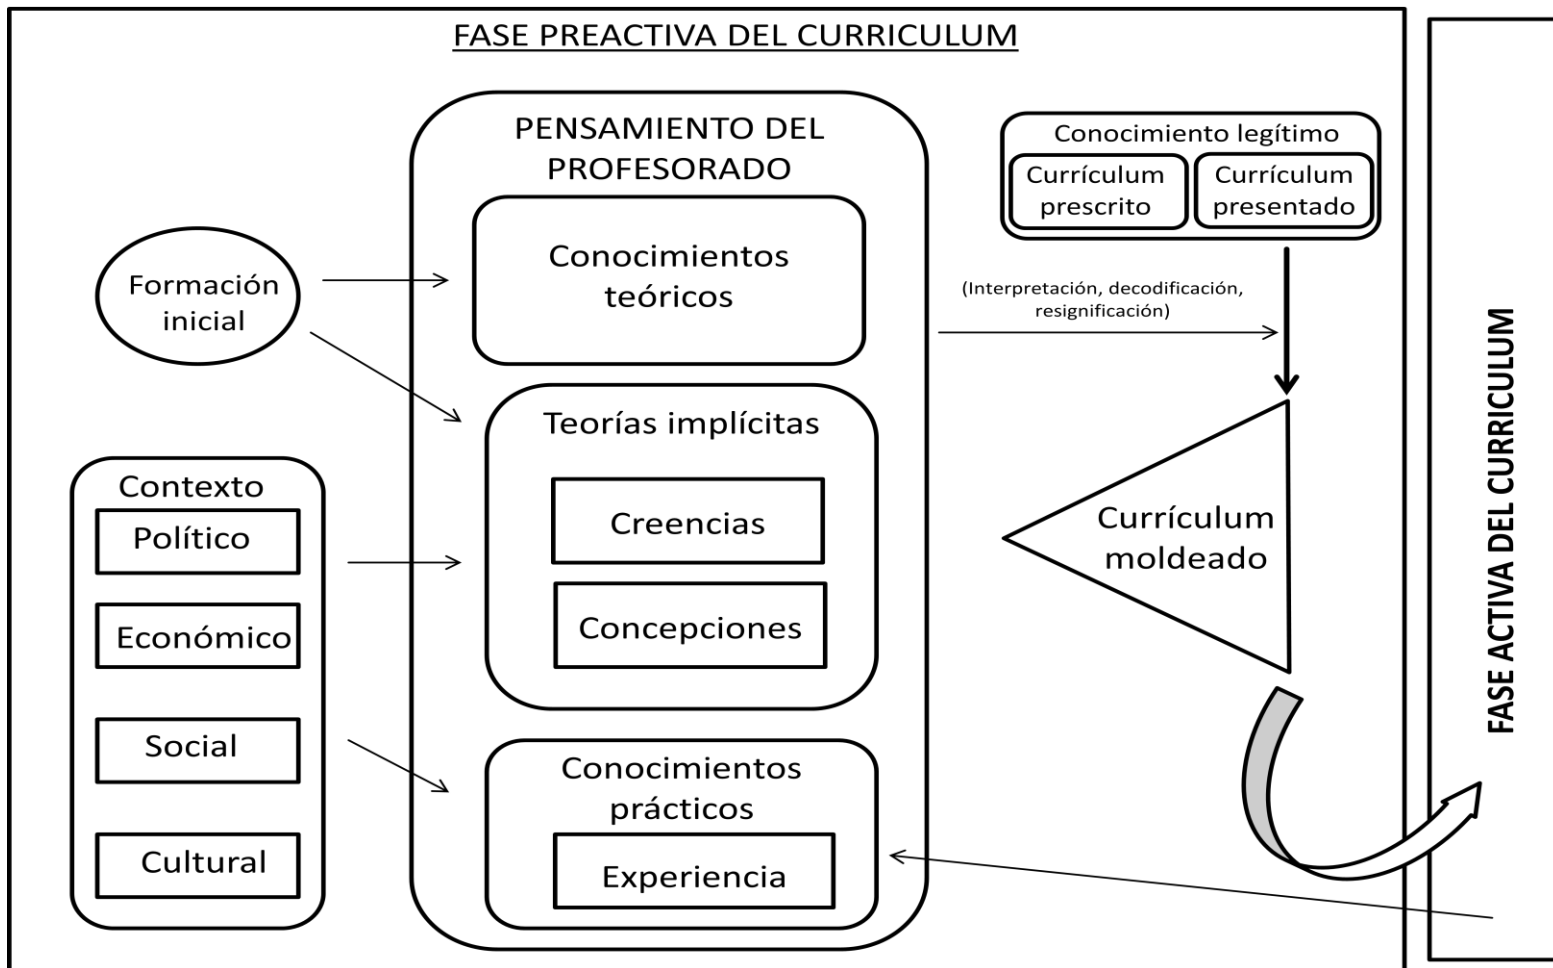 FASE PREACTIVA DEL CURRICULUM
PENSAMIENTO DEL
PROFESORADO
Conocimiento legítimo
Currículum
prescrito
Currículum
presentado
Formación
inicial
Conocimientos
teóricos
(Interpretación, decodificación,
resignificación)
Teorías implícitas
Creencias
Concepciones
Contexto
Político
Económico
Social
Cultural
Conocimientos
prácticos
Experiencia
Currículum
moldeado
FASE ACTIVA DEL CURRICULUM